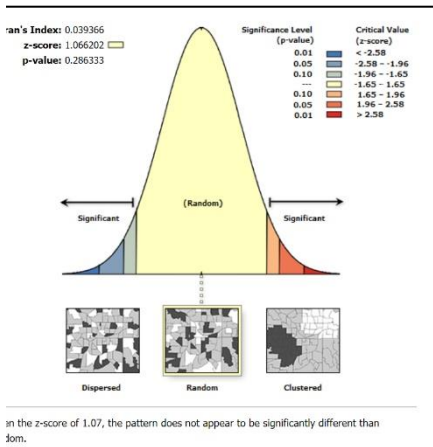 ran's Index: 0.039366
z-score: 1.066202
p-value: 0.286333
Significance Level
(p-value)
0.01
0.05
0.10
---
0.10
0.05
0.01
Critical Value
(z-score)
< -2.58
-2.58 - -1.96
-1.96 - -1.65
-1.65 - 1.65
1.65 - 1.96
1.96 - 2.58
> 2.58
Significant
(Random)
Significant
Dispersed
Random
Clustered
en the z-score of 1.07, the pattern does not appear to be significantly different than
dom.